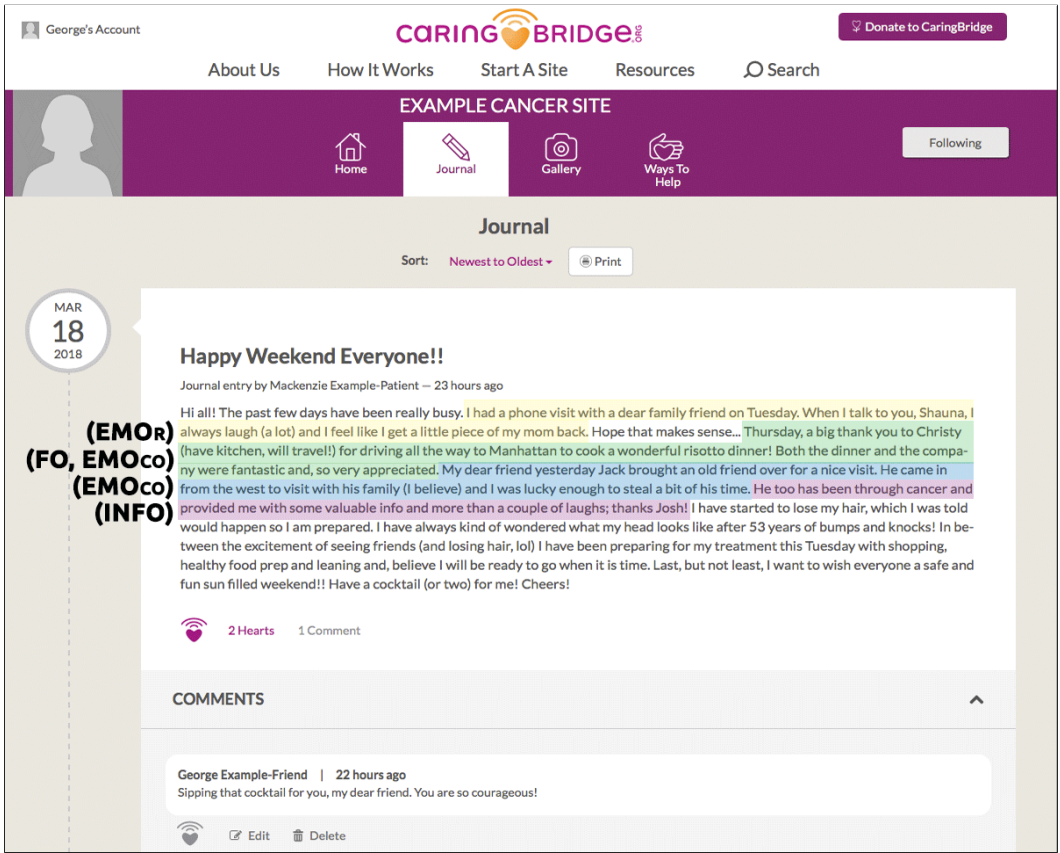 George's Account
CARING BRIDGE.ORG
Donate to CaringBridge
About Us How It Works Start A Site Resources Search
EXAMPLE CANCER SITE
Home Journal Gallery Ways To
Help
Following
Journal
Sort: Newest to Oldest Print
MAR
18
2018
Happy Weekend Everyone!!
Journal entry by Mackenzie Example-Patient — 23 hours ago
Hi all! The past few days have been really busy. I had a phone visit with a dear family friend on Tuesday. When I talk to you, Shauna, I
(EMOR) always laugh (a lot) and I feel like I get a little piece of my mom back. Hope that makes sense... Thursday, a big thank you to Christy
(FO, EMOCO) (have kitchen, will travel!) for driving all the way to Manhattan to cook a wonderful risotto dinner! Both the dinner and the compa-
ny were fantastic and, so very appreciated. My dear friend yesterday Jack brought an old friend over for a nice visit. He came in
(EMOCO) from the west to visit with his family (I believe) and I was lucky enough to steal a bit of his time. He too has been through cancer and
(INFO) provided me with some valuable info and more than a couple of laughs; thanks Josh! I have started to lose my hair, which I was told
would happen so I am prepared. I have always kind of wondered what my head looks like after 53 years of bumps and knocks! In be-
tween the excitement of seeing friends (and losing hair, lol) I have been preparing for my treatment this Tuesday with shopping,
healthy food prep and leaning and, believe I will be ready to go when it is time. Last, but not least, I want to wish everyone a safe and
fun sun filled weekend!! Have a cocktail (or two) for me! Cheers!
2 Hearts 1 Comment
COMMENTS
George Example-Friend | 22 hours ago
Sipping that cocktail for you, my dear friend. You are so courageous!
Edit Delete